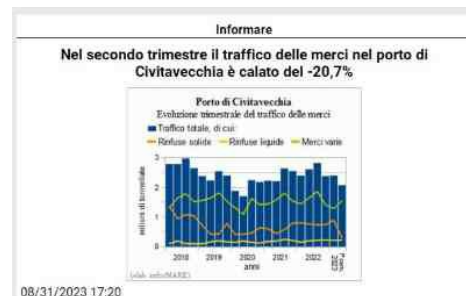 Informare
Nel secondo trimestre il traffico delle merci nel porto di
Civitavecchia è calato del -20,7%
Porto di Civitavecchia
Evoluzione trimestrale del traffico delle merci
Traffico totale, di cui:
Rinfuse solide Rinfuse liquide Merci varie
milioni di tonnellate
3
2
1
0
2018 2019 2020 2021 2022 2023
anni
08/31/2023 17:20